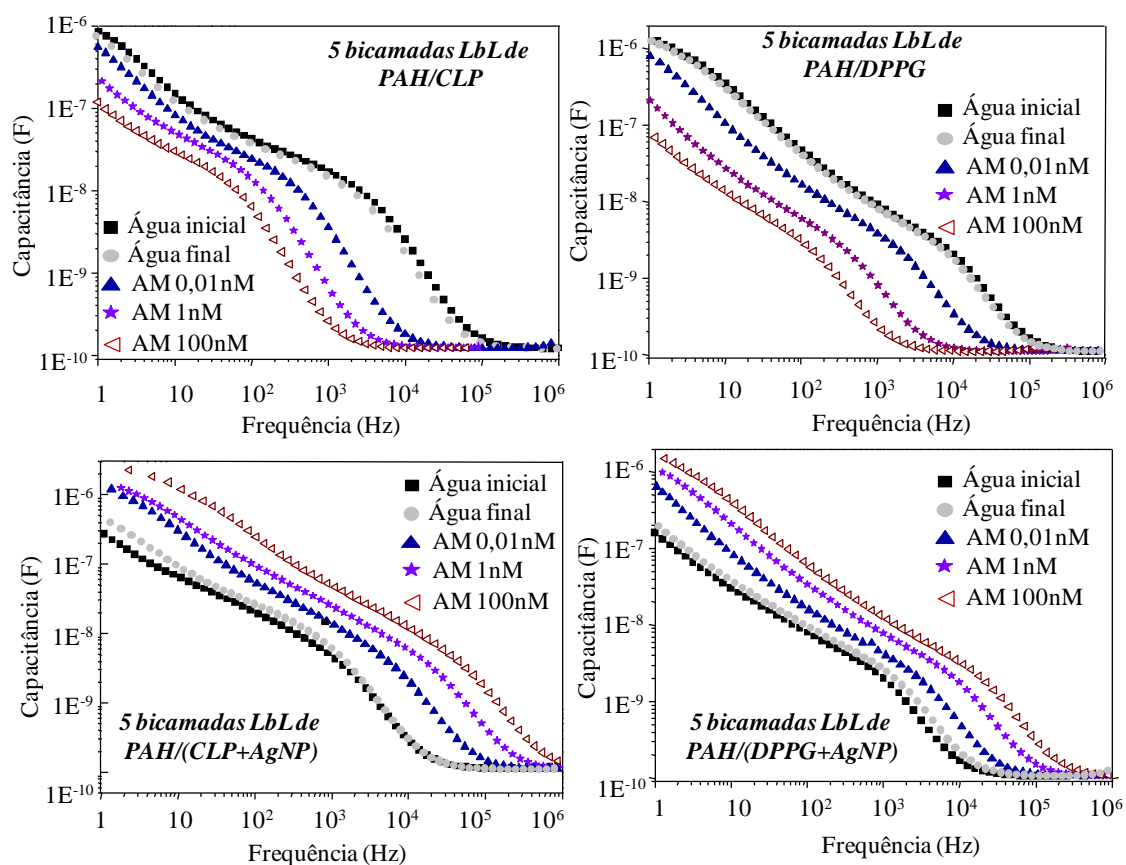 5 bicamadas LbLde
PAH/CLP
Capacitância (F)
1E-6
1E-7
1E-8
1E-9
1E-10
Água inicial
Água final
AM 0,01nM
AM 1nM
AM 100nM
1 10 10² 10³ 10⁴ 10⁵ 10⁶
Frequência (Hz)
5 bicamadas LbL de
PAH/DPPG
Capacitância (F)
1E-6
1E-7
1E-8
1E-9
1E-10
Água inicial
Água final
AM 0,01nM
AM 1nM
AM 100nM
1 10 10² 10³ 10⁴ 10⁵ 10⁶
Frequência (Hz)
Capacitância (F)
1E-6
1E-7
1E-8
1E-9
1E-10
Água inicial
Água final
AM 0,01nM
AM 1nM
AM 100nM
5 bicamadas LbLde
PAH/(CLP+AgNP)
1 10 10² 10³ 10⁴ 10⁵ 10⁶
Frequência (Hz)
Capacitância (F)
1E-6
1E-7
1E-8
1E-9
1E-10
Água inicial
Água final
AM 0,01nM
AM 1nM
AM 100nM
5 bicamadas LbLde
PAH/(DPPG+AgNP)
1 10 10² 10³ 10⁴ 10⁵ 10⁶
Frequência (Hz)